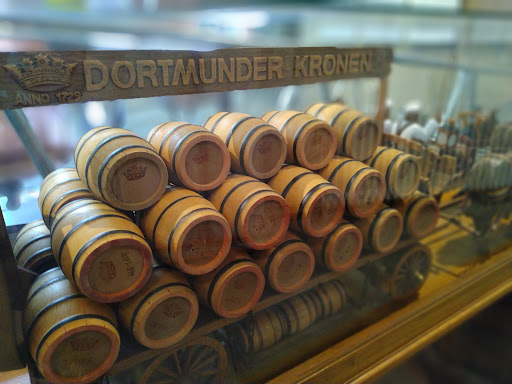 DORTMUNDER KRONEN
ANNO · 1729